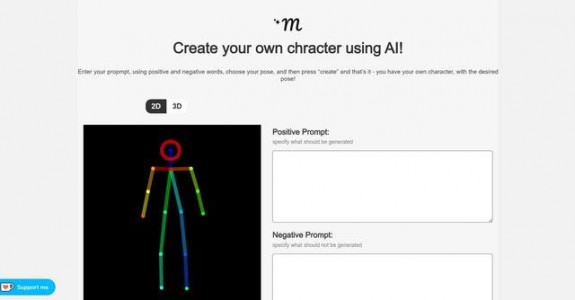 m
Create your own chracter using AI!
Enter your propmpt, using positive and negative words, choose your pose, and then press "create" and that's it - you have your own character, with the desired
pose!
2D 3D
Positive Prompt:
specify what should be generated
Negative Prompt:
specify what should not be generated
Support me